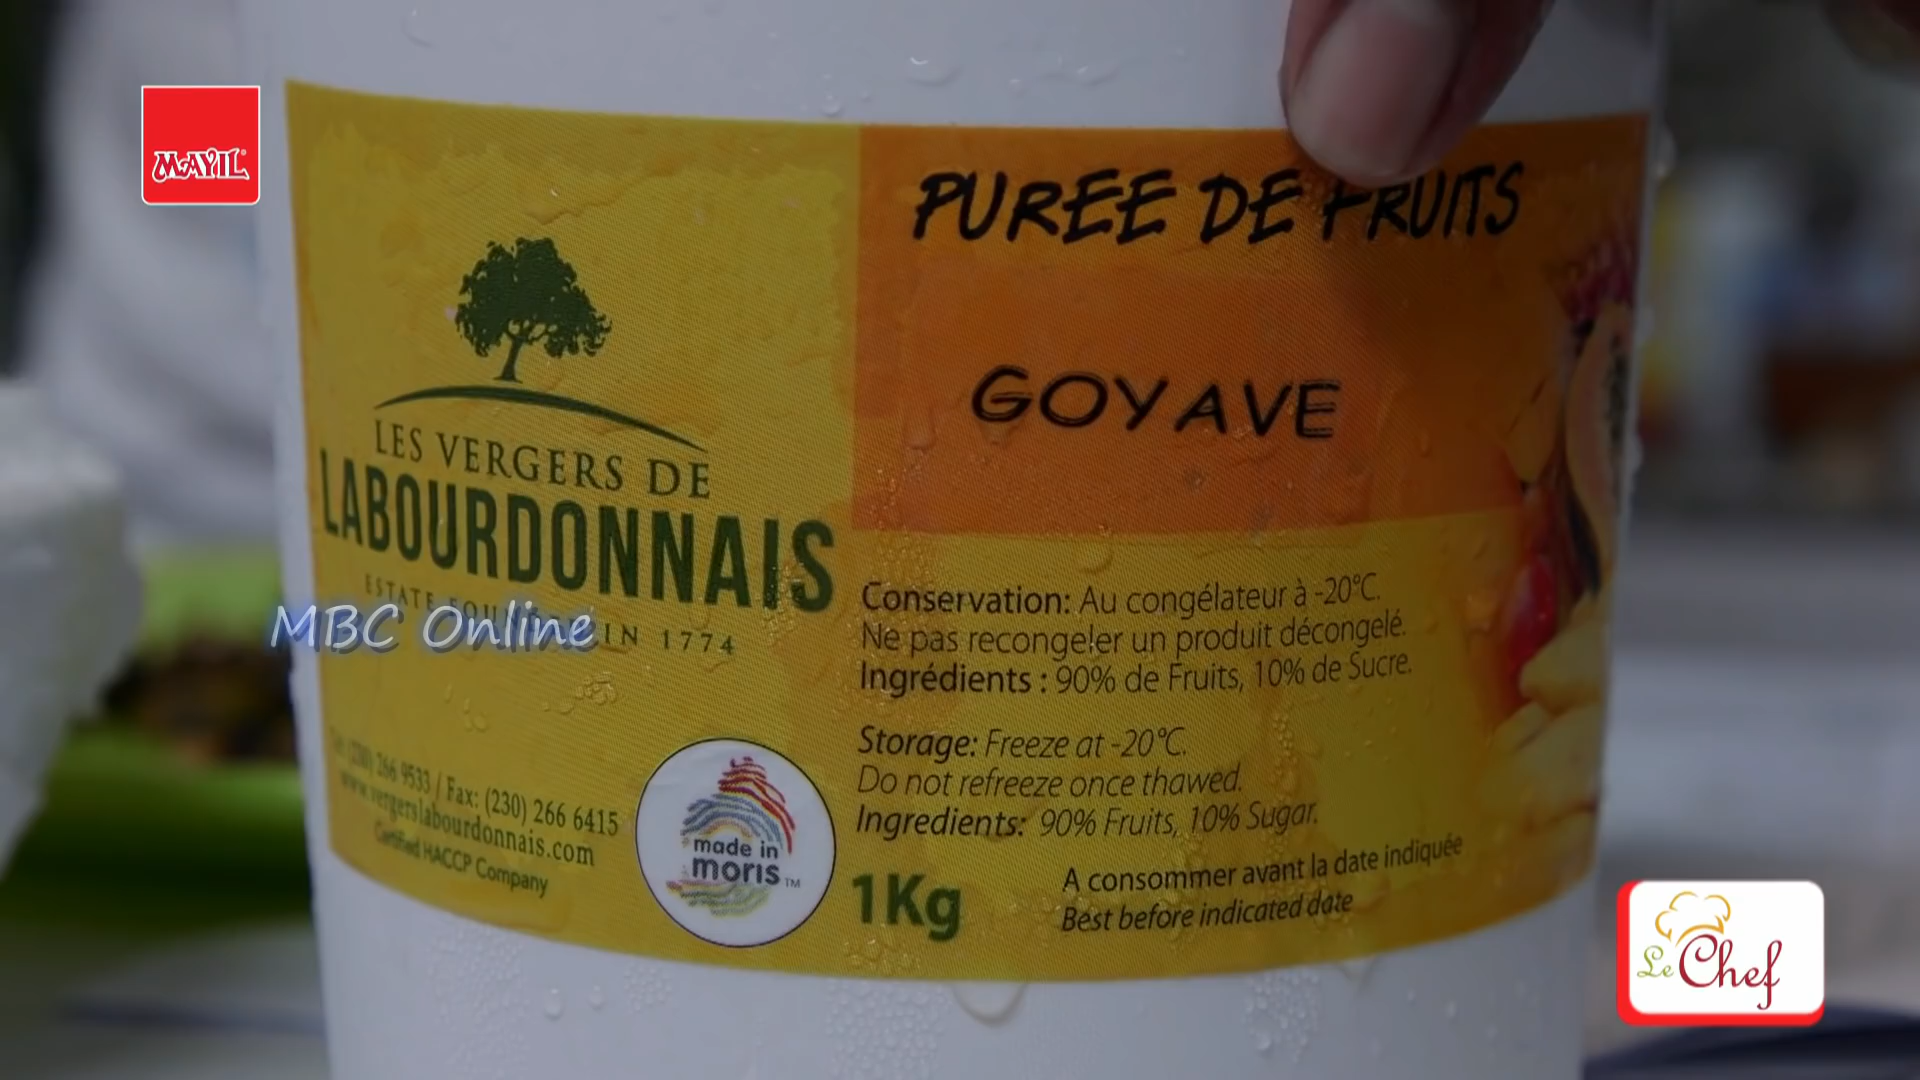 MAYIL
PUREE DE FRUITS
GOYAVE
LES VERGERS DE
LABOURDONNAIS
ESTATE IN 1774
MBC Online
Conservation: Au congélateur à -20°C.
Ne pas recongeler un produit décongelé.
Ingrédients : 90% de Fruits, 10% de Sucre.
Storage: Freeze at -20°C.
Do not refreeze once thawed.
Ingredients: 90% Fruits, 10% Sugar.
(230) 266 9533 / Fax: (230) 266 6415
www.vergerslabourdonnais.com
Certified HACCP Company
made in
moris TM
1Kg
A consommer avant la date indiquée
Best before indicated date
Le Chef